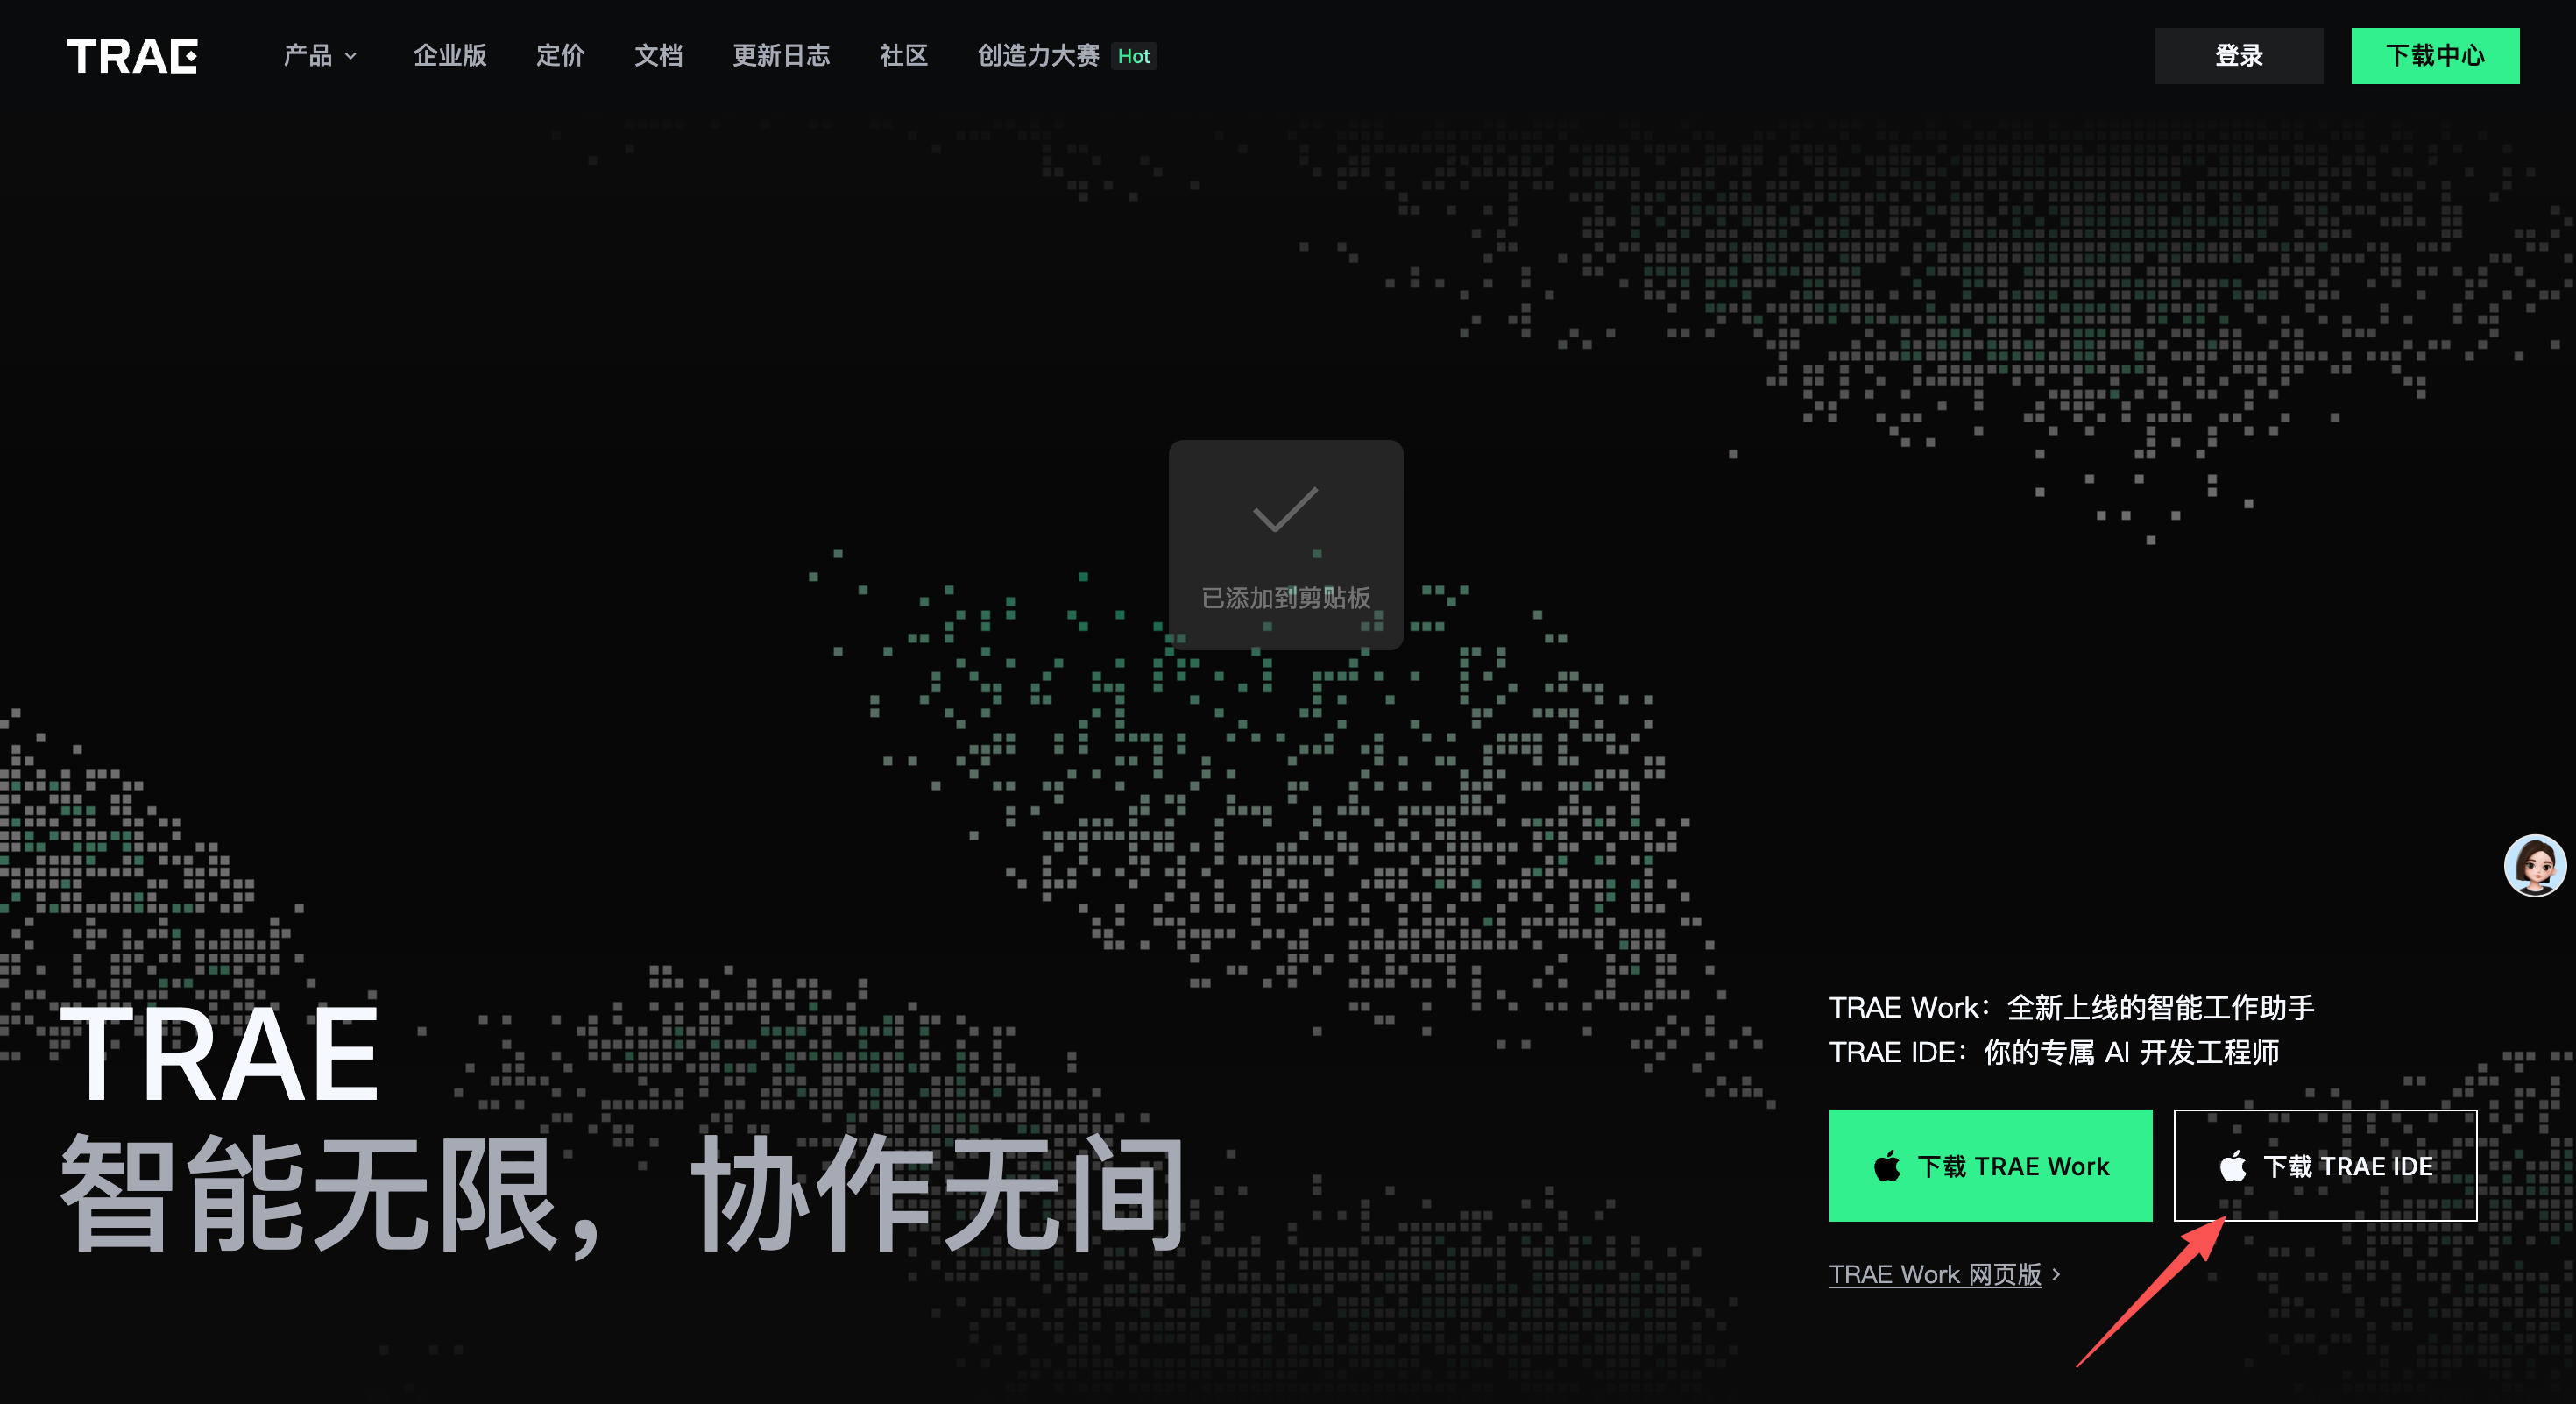 TRAE
产品
企业版
定价
文档
更新日志
社区
创造力大赛 Hot
登录
下载中心
已添加到剪贴板
TRAE
智能无限，协作无间
TRAE Work：全新上线的智能工作助手
TRAE IDE：你的专属 AI 开发工程师
下载 TRAE Work
下载 TRAE IDE
TRAE Work 网页版